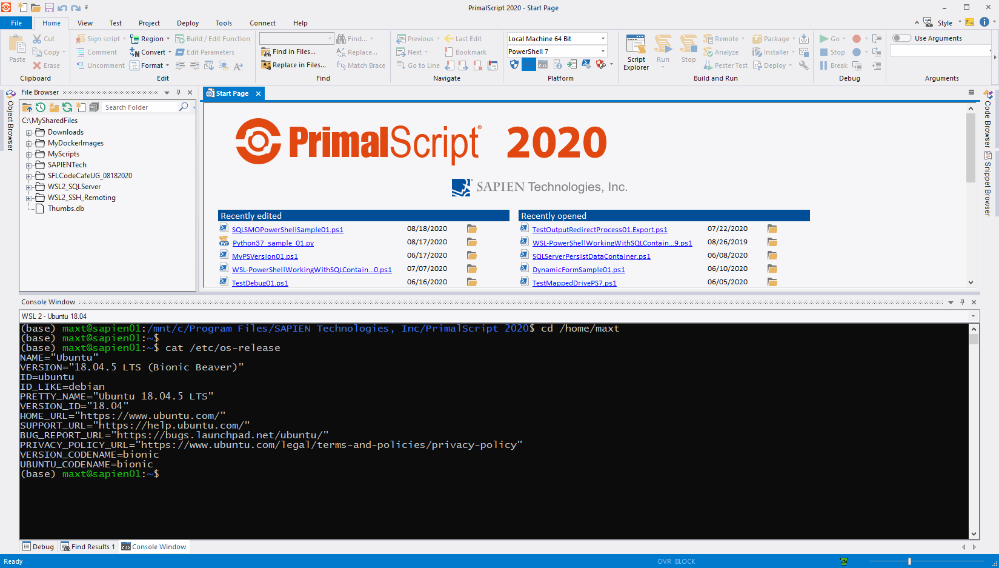 PrimalScript 2020 - Start Page
File Home View Test Project Deploy Tools Connect Help
Style
Paste
Cut
Copy
Erase
Clipboard
Sign script
Comment
Uncomment
Region
Convert
Format
Build / Edit Function
Edit Parameters
Edit
Find in Files...
Replace in Files...
Find...
Replace...
Match Break
Find
Previous
Next
Go to Line
Last Edit
Bookmark
Navigate
Local Machine 64 Bit
PowerShell 7
Platform
Script
Explorer
Run
Stop
Remote
Analyze
Pester Test
Package
Installer
Deploy
Build and Run
Go
Stop
Break
Debug
Use Arguments
Arguments
Object Browser
File Browser
Search Folder
C:\MySharedFiles
Downloads
MyDockerImages
MyScripts
SAPIENTech
SFLCodeCafeUG_08182020
WSL2_SQLServer
WSL2_SSH_Remoting
Thumbs.db
Start Page
PrimalScript® 2020
SAPIEN Technologies, Inc.
Recently edited
SQLSMOPowerShellSample01.ps1 08/18/2020
Python37_sample_01.py 08/17/2020
MyPSVersion01.ps1 06/17/2020
WSL-PowerShellWorkingWithSQLContain...0.ps1 07/07/2020
TestDebug01.ps1 06/16/2020
Recently opened
TestOutputRedirectProcess01.Export.ps1 07/22/2020
WSL-PowerShellWorkingWithSQLContain...9.ps1 08/26/2019
SQLServerPersistDataContainer.ps1 06/08/2020
DynamicFormSample01.ps1 06/10/2020
TestMappedDrivePS7.ps1 06/05/2020
Code Browser
Snippet Browser
Console Window
WSL 2 - Ubuntu 18.04
(base) maxt@sapien01:/mnt/c/Program Files/SAPIEN Technologies, Inc/PrimalScript 2020$ cd /home/maxt
(base) maxt@sapien01:~$
(base) maxt@sapien01:~$ cat /etc/os-release
NAME="Ubuntu"
VERSION="18.04.5 LTS (Bionic Beaver)"
ID=ubuntu
ID_LIKE=debian
PRETTY_NAME="Ubuntu 18.04.5 LTS"
VERSION_ID="18.04"
HOME_URL="https://www.ubuntu.com/"
SUPPORT_URL="https://help.ubuntu.com/"
BUG_REPORT_URL="https://bugs.launchpad.net/ubuntu/"
PRIVACY_POLICY_URL="https://www.ubuntu.com/legal/terms-and-policies/privacy-policy"
VERSION_CODENAME=bionic
UBUNTU_CODENAME=bionic
(base) maxt@sapien01:~$
Debug Find Results 1 Console Window
Ready OVR BLOCK